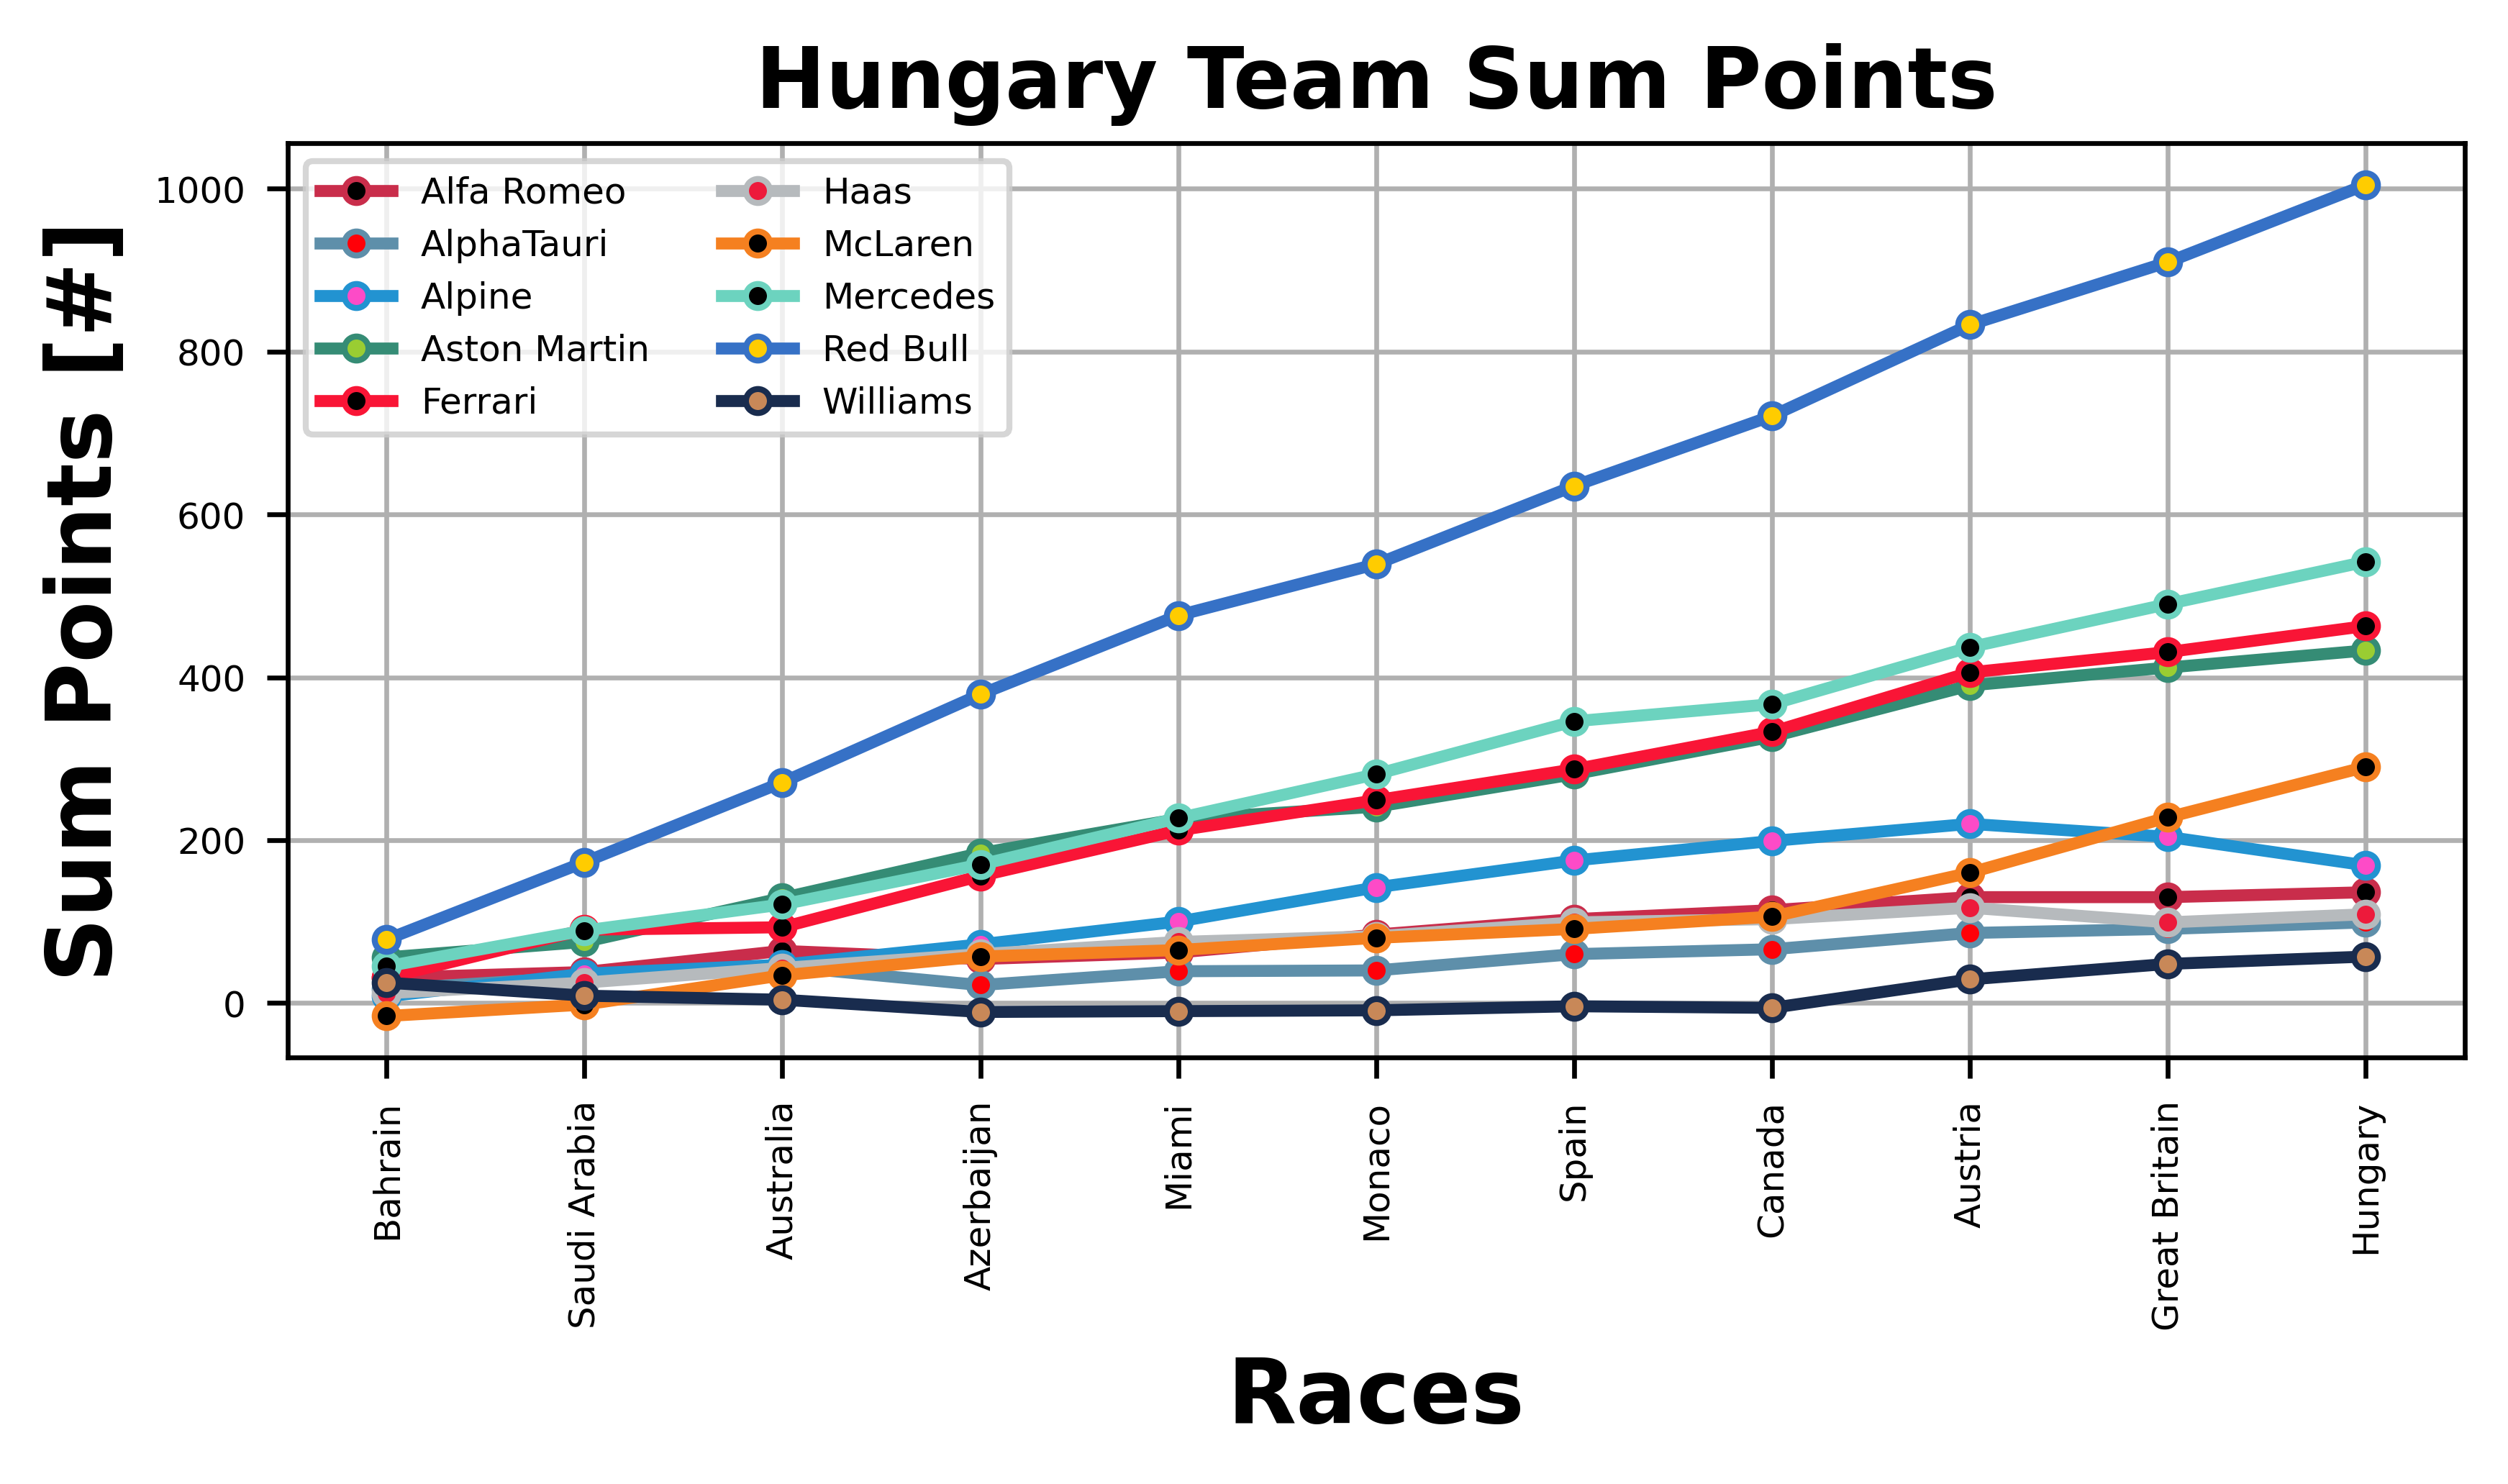 Hungary Team Sum Points
Sum Points [#]
1000
800
600
400
200
0
Alfa Romeo
AlphaTauri
Alpine
Aston Martin
Ferrari
Haas
McLaren
Mercedes
Red Bull
Williams
Bahrain
Saudi Arabia
Australia
Azerbaijan
Miami
Monaco
Spain
Canada
Austria
Great Britain
Hungary
Races